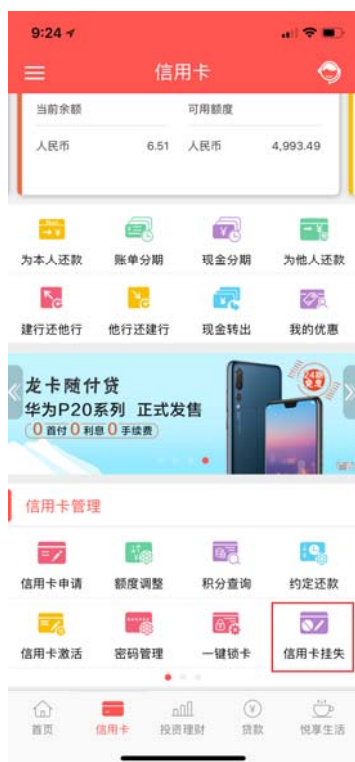 9:24
信用卡
当前余额 可用额度
人民币 6.51 人民币 4,993.49
为本人还款 账单分期 现金分期 为他人还款
建行还他行 他行还建行 现金转出 我的优惠
龙卡随付贷
华为P20系列 正式发售
0首付0利息0手续费
信用卡管理
信用卡申请 额度调整 积分查询 约定还款
信用卡激活 密码管理 一键锁卡 信用卡挂失
首页 信用卡 投资理财 贷款 悦享生活